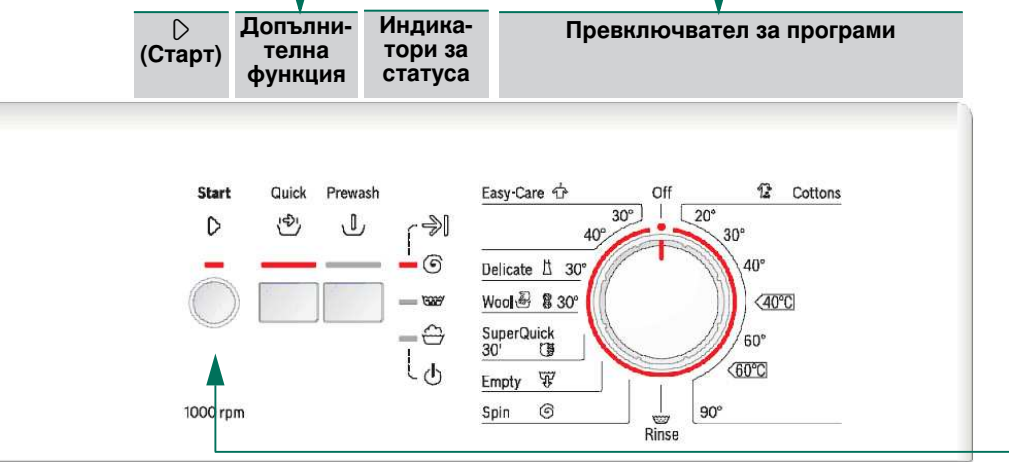 (Старт)
Допълни-
телна
функция
Индика-
тори за
статуса
Превключвател за програми
Start
Quick
Prewash
1000 rpm
Easy-Care
30°
40°
Delicate 30°
Wool 30°
SuperQuick
30'
Empty
Spin
Off
Cottons
20°
30°
40°
40°C
60°
60°C
90°
Rinse